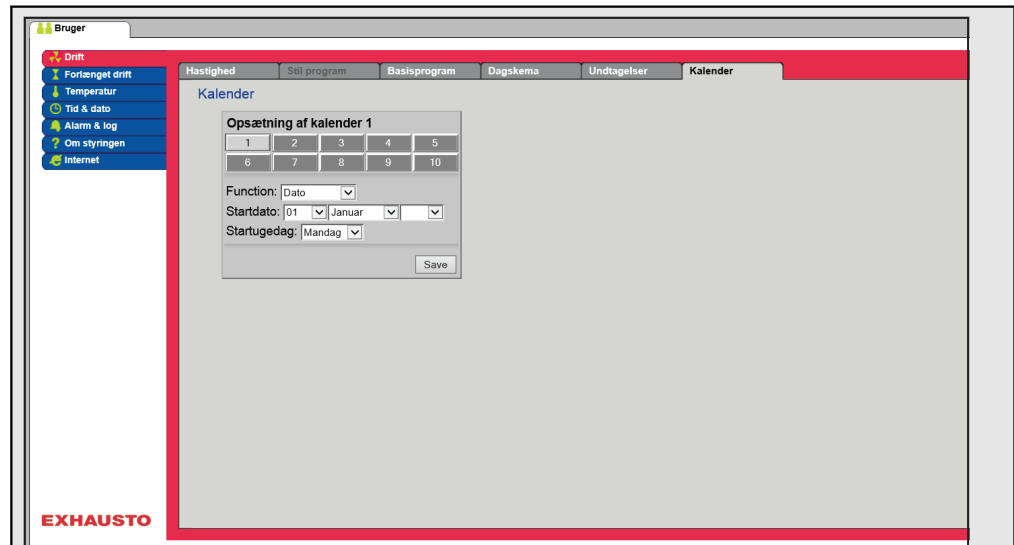 Bruger
Drift
Forlænget drift
Temperatur
Tid & dato
Alarm & log
Om styringen
Internet
Hastighed Stil program Basisprogram Dagskema Undtagelser Kalender
Kalender
Opsætning af kalender 1
1 2 3 4 5
6 7 8 9 10
Function: Dato
Startdato: 01 Januar
Startugedag: Mandag
Save
EXHAUSTO